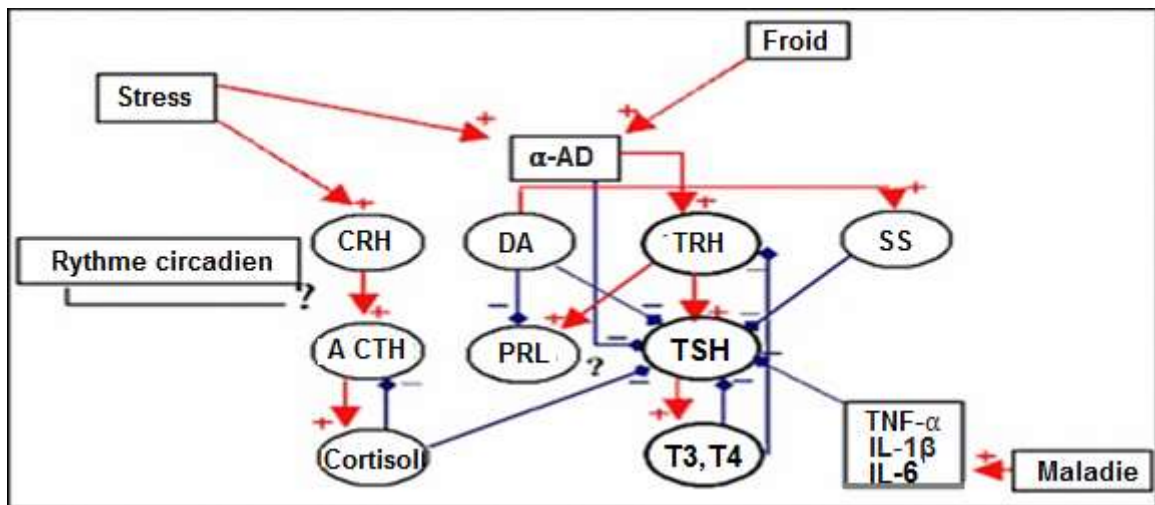 Froid
Stress
+
+
α-AD
+
+
+
CRH
DA
TRH
SS
Rythme circadien
?
+
−
−
+
−
+
−
−
A CTH
PRL
?
TSH
−
−
−
+
+
−
−
Cortisol
T3, T4
TNF-α
IL-1β
IL-6
+
Maladie